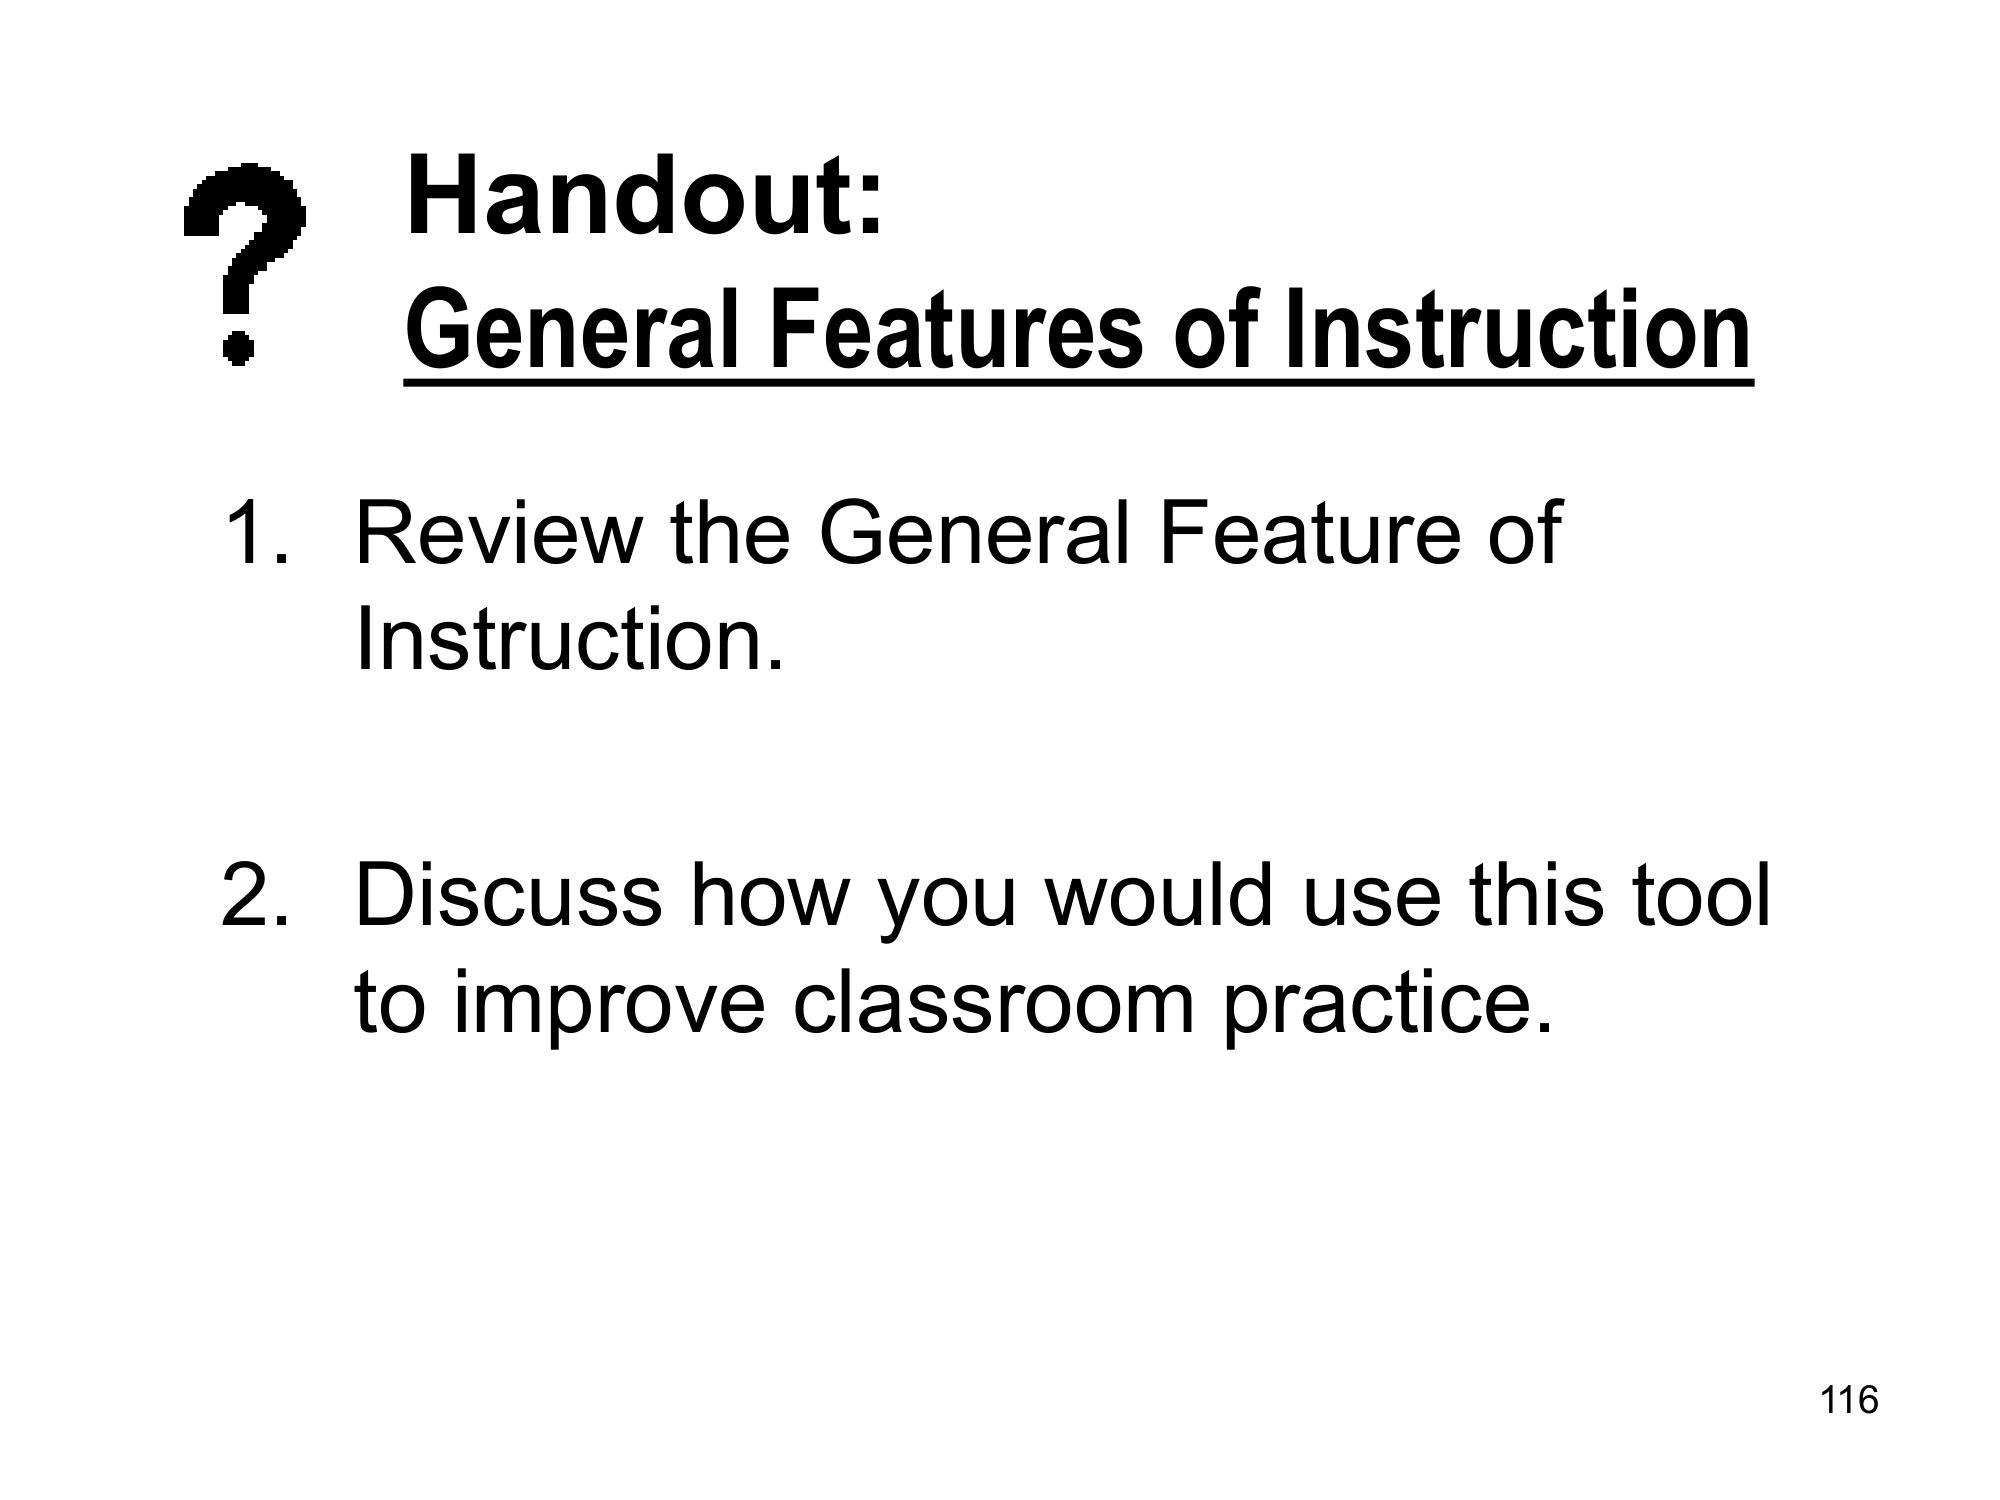 ?
Handout:
General Features of Instruction
1. Review the General Feature of
Instruction.
2. Discuss how you would use this tool
to improve classroom practice.
116